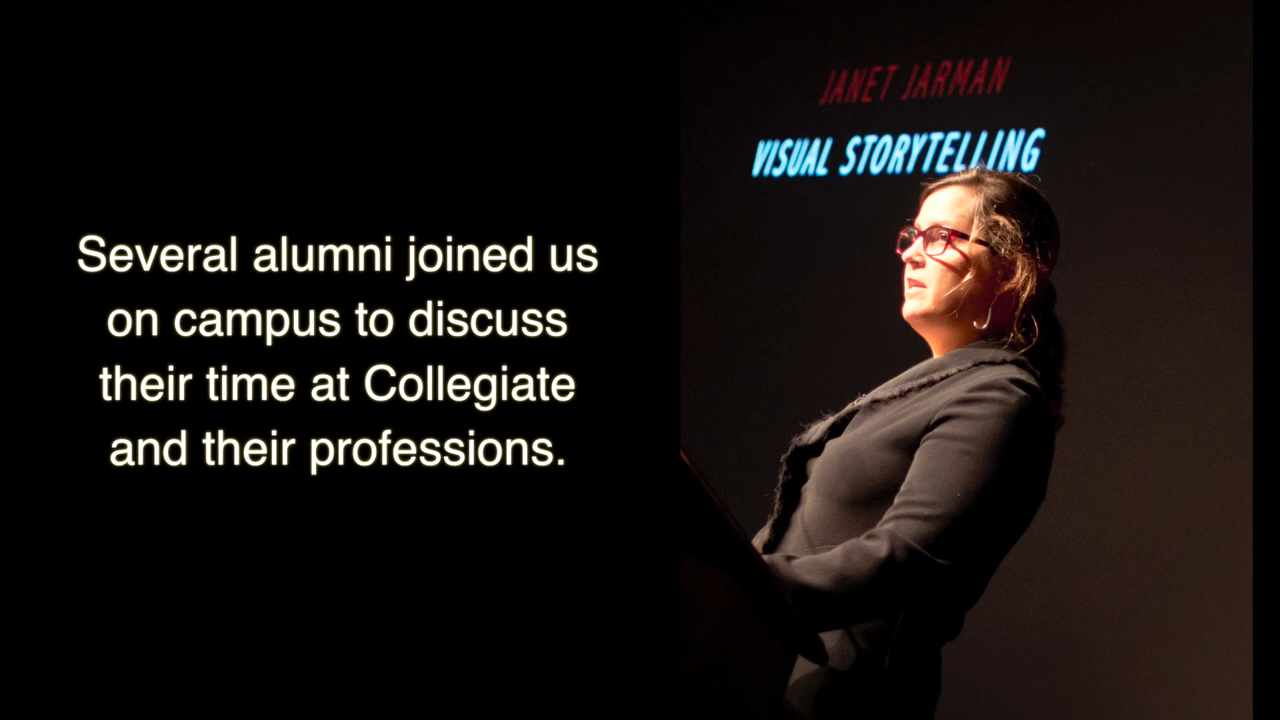 Several alumni joined us
on campus to discuss
their time at Collegiate
and their professions.
JANET JARMAN
VISUAL STORYTELLING